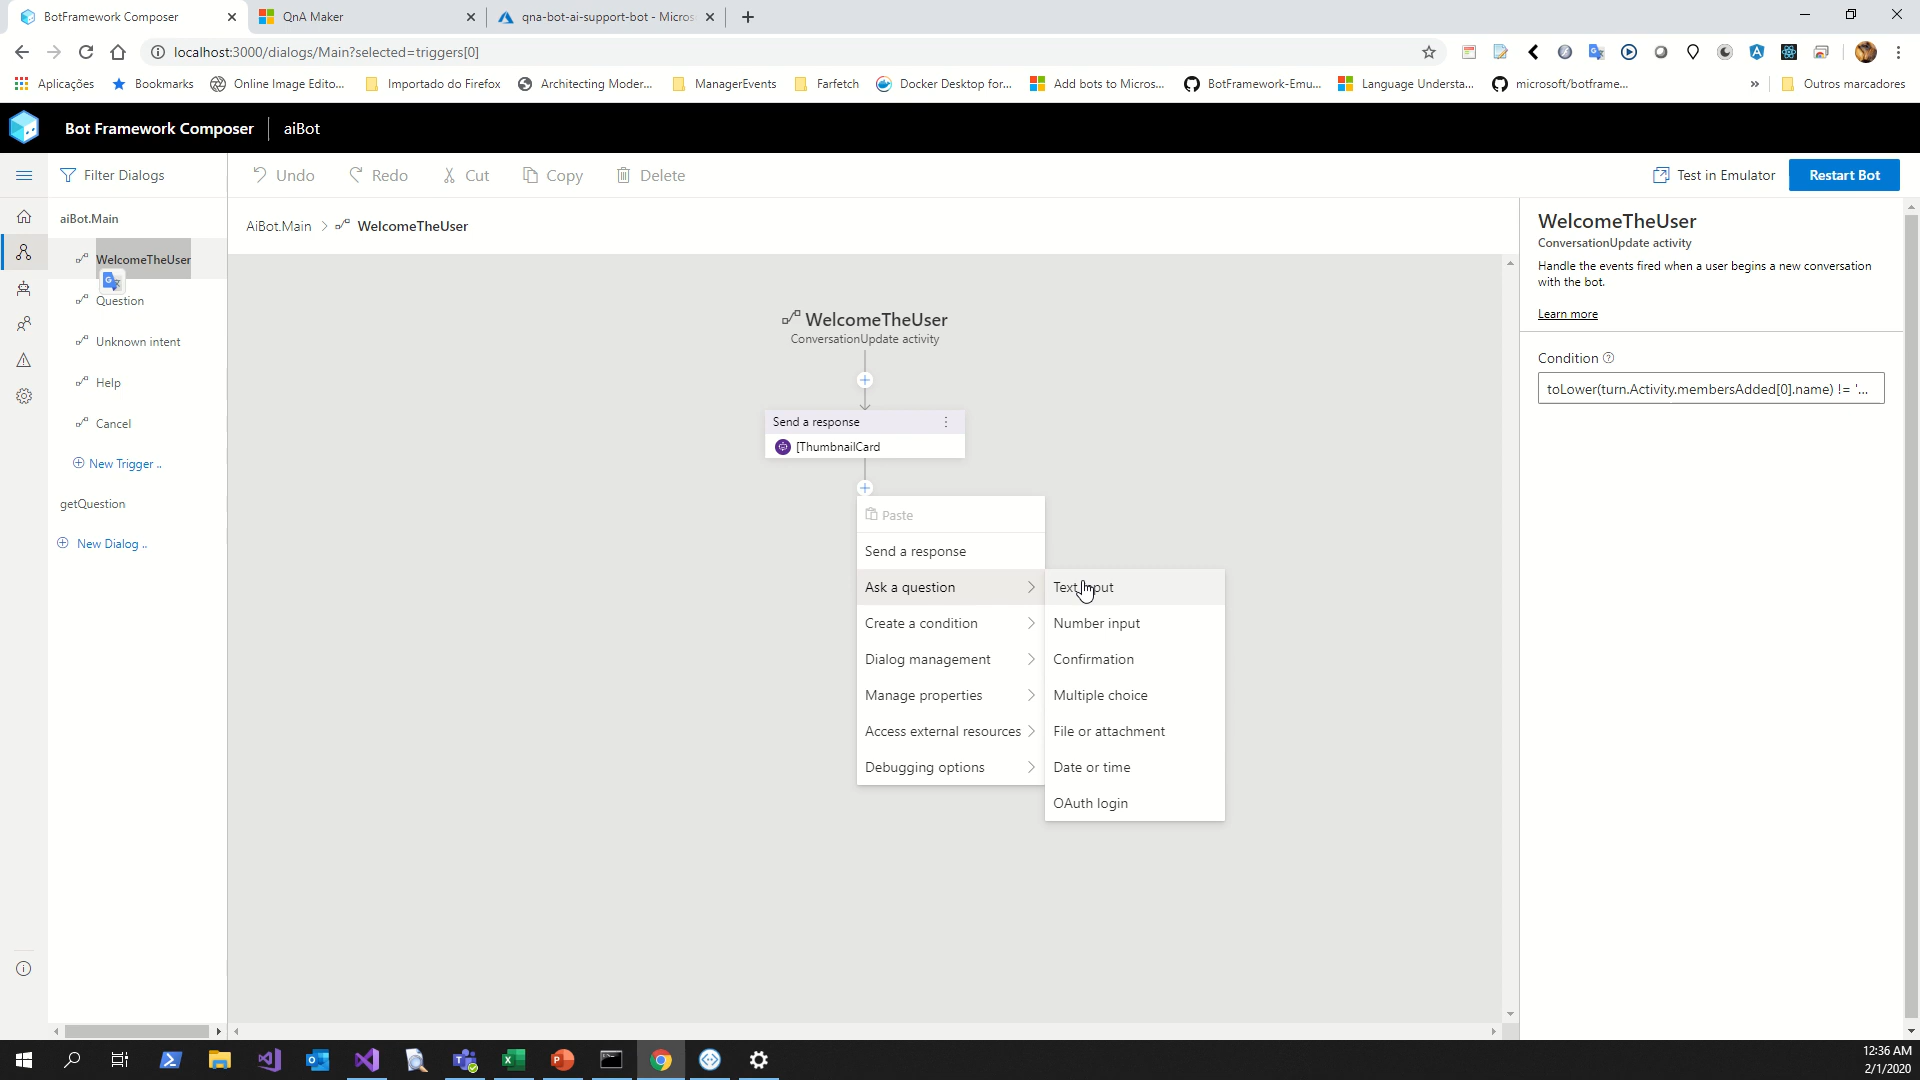 BotFramework Composer
QnA Maker
qna-bot-ai-support-bot - Micros
localhost:3000/dialogs/Main?selected=triggers[0]
Aplicações
Bookmarks
Online Image Edito...
Importado do Firefox
Architecting Moder...
ManagerEvents
Farfetch
Docker Desktop for...
Add bots to Micros...
BotFramework-Emu...
Language Understa...
microsoft/botframe...
»
Outros marcadores
Bot Framework Composer
aiBot
Filter Dialogs
Undo
Redo
Cut
Copy
Delete
Test in Emulator
Restart Bot
aiBot.Main
WelcomeTheUser
Question
Unknown intent
Help
Cancel
New Trigger ..
getQuestion
New Dialog ..
AiBot.Main > WelcomeTheUser
WelcomeTheUser
ConversationUpdate activity
Send a response
[ThumbnailCard
Paste
Send a response
Ask a question
Create a condition
Dialog management
Manage properties
Access external resources
Debugging options
Text input
Number input
Confirmation
Multiple choice
File or attachment
Date or time
OAuth login
WelcomeTheUser
ConversationUpdate activity
Handle the events fired when a user begins a new conversation
with the bot.
Learn more
Condition
toLower(turn.Activity.membersAdded[0].name) != '...
12:36 AM
2/1/2020